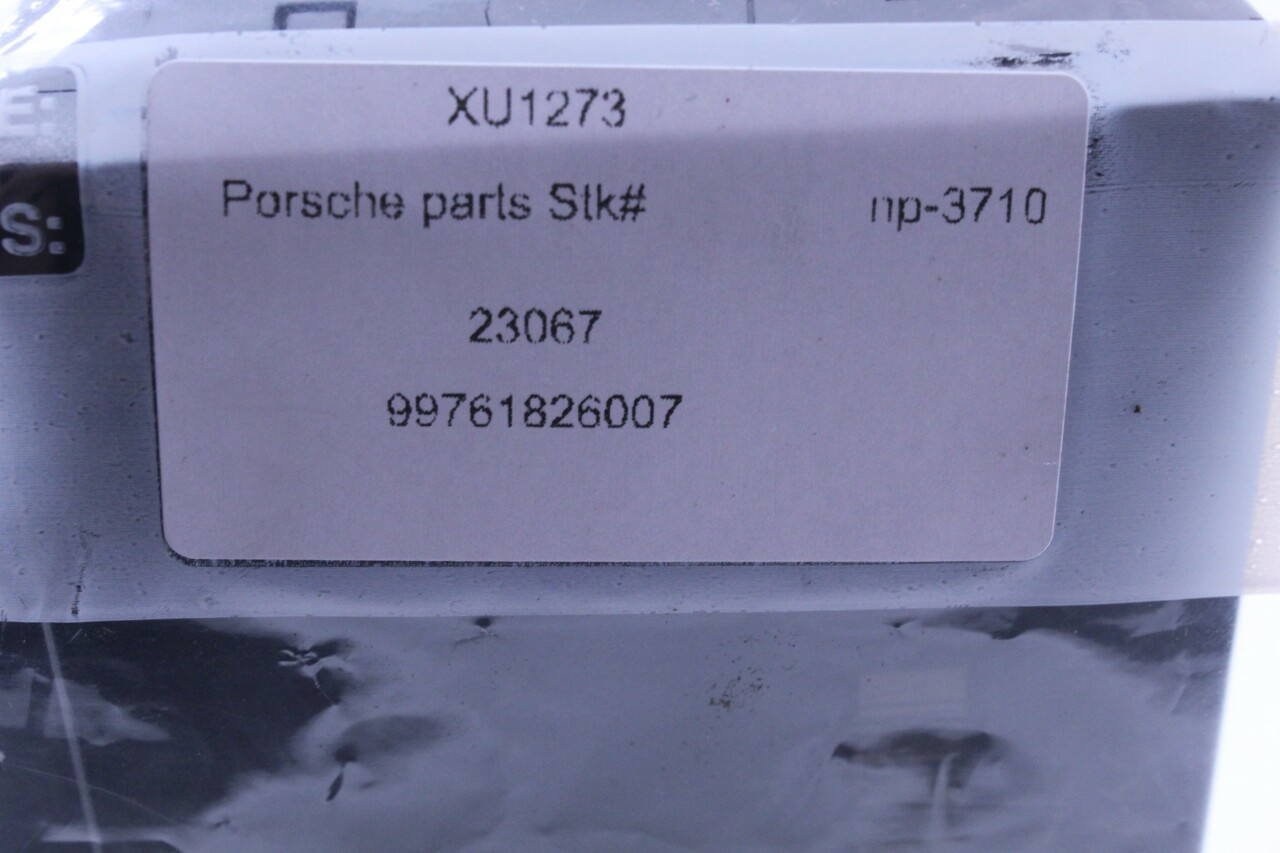 XU1273
E:
Porsche parts Stk# np-3710
S:
23067
99761826007